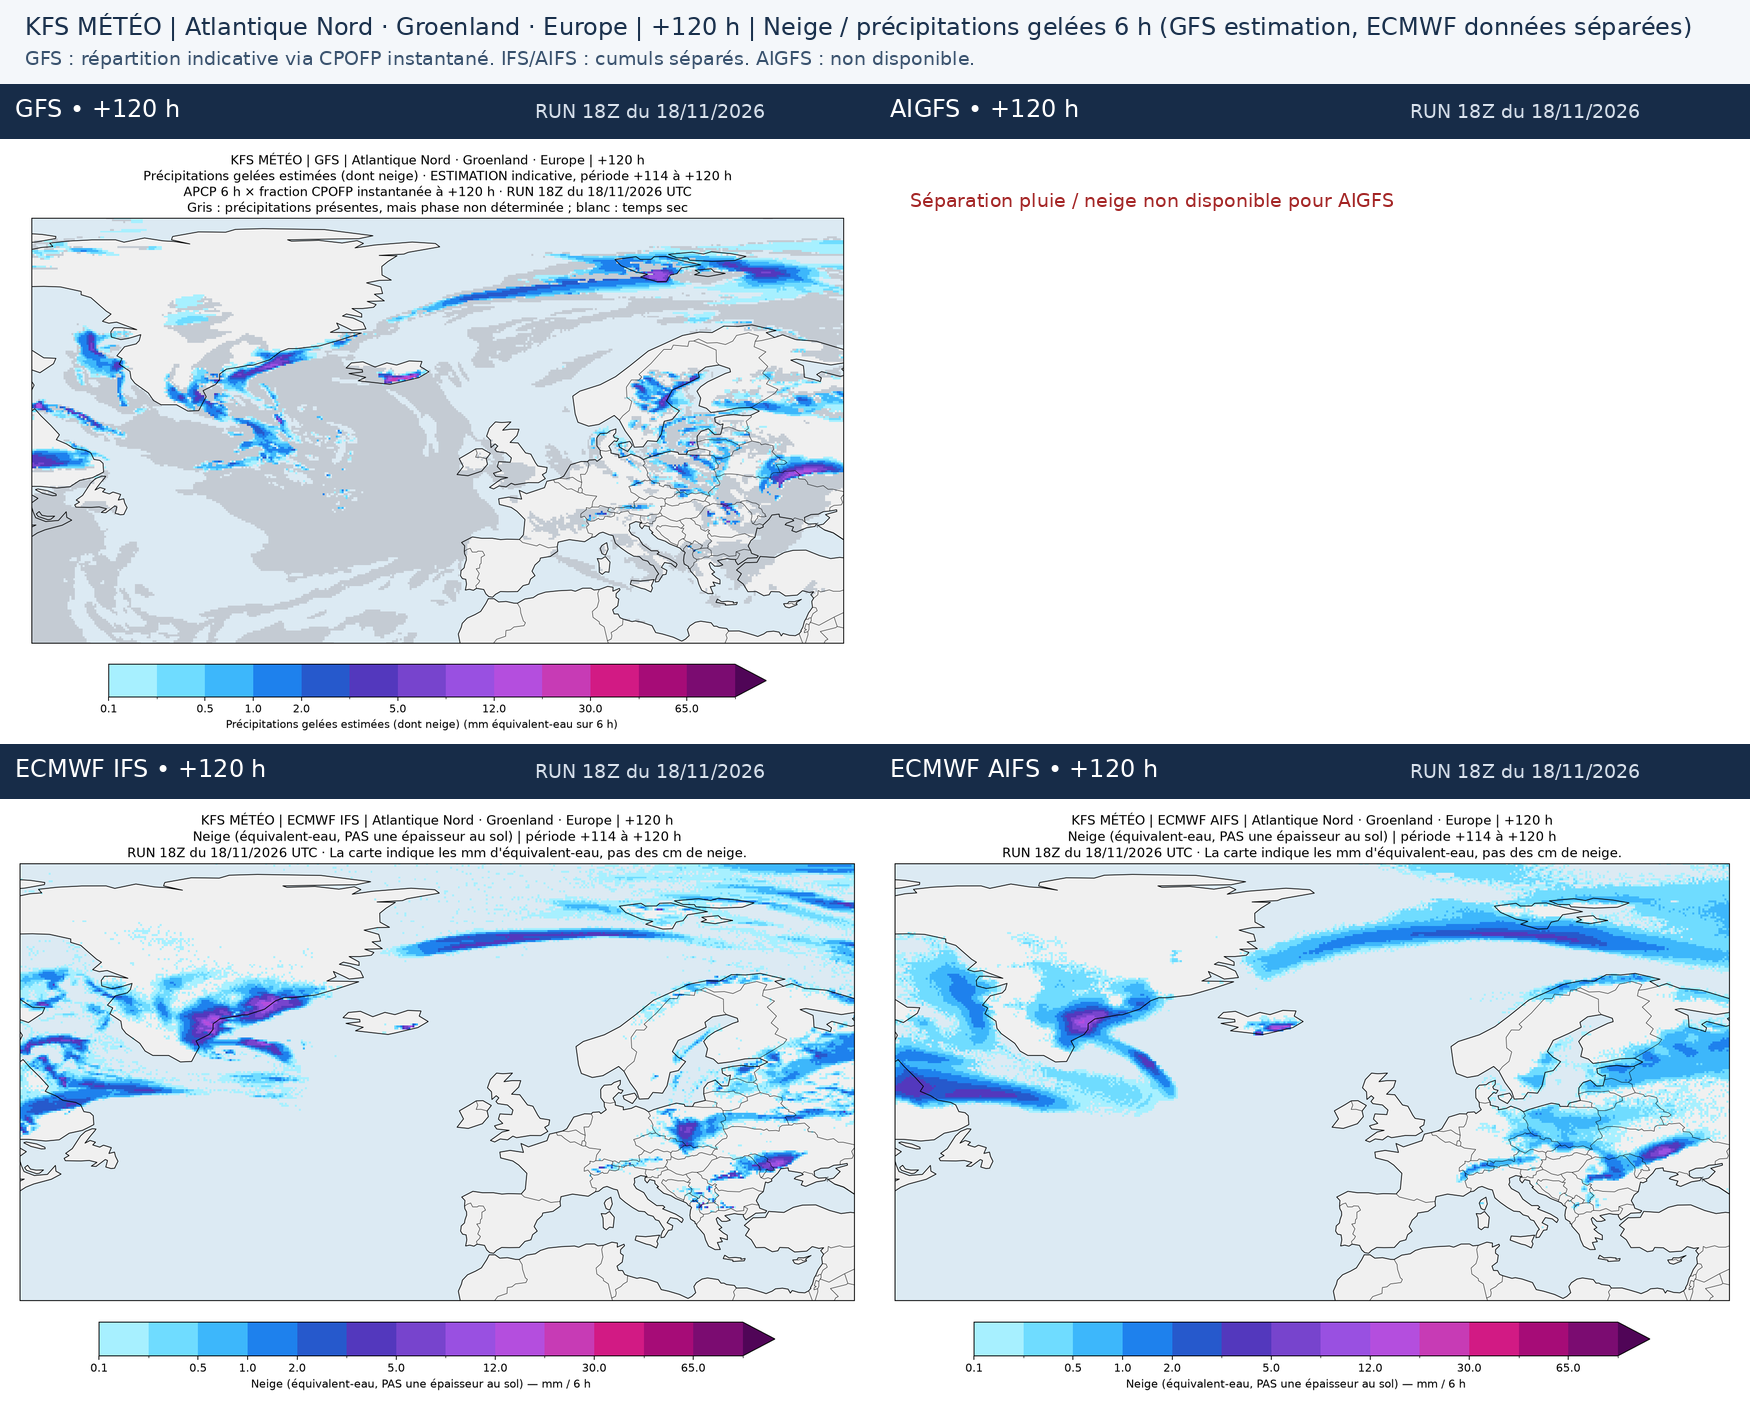 KFS MÉTÉO | Atlantique Nord · Groenland · Europe | +120 h | Neige / précipitations gelées 6 h (GFS estimation, ECMWF données séparées)
GFS : répartition indicative via CPOFP instantané. IFS/AIFS : cumuls séparés. AIGFS : non disponible.
GFS • +120 h
RUN 18Z du 18/11/2026
KFS MÉTÉO | GFS | Atlantique Nord · Groenland · Europe | +120 h
Précipitations gelées estimées (dont neige) · ESTIMATION indicative, période +114 à +120 h
APCP 6 h × fraction CPOFP instantanée à +120 h · RUN 18Z du 18/11/2026 UTC
Gris : précipitations présentes, mais phase non déterminée ; blanc : temps sec
0.1 0.5 1.0 2.0 5.0 12.0 30.0 65.0
Précipitations gelées estimées (dont neige) (mm équivalent-eau sur 6 h)
AIGFS • +120 h
RUN 18Z du 18/11/2026
Séparation pluie / neige non disponible pour AIGFS
ECMWF IFS • +120 h
RUN 18Z du 18/11/2026
KFS MÉTÉO | ECMWF IFS | Atlantique Nord · Groenland · Europe | +120 h
Neige (équivalent-eau, PAS une épaisseur au sol) | période +114 à +120 h
RUN 18Z du 18/11/2026 UTC · La carte indique les mm d'équivalent-eau, pas des cm de neige.
0.1 0.5 1.0 2.0 5.0 12.0 30.0 65.0
Neige (équivalent-eau, PAS une épaisseur au sol) — mm / 6 h
ECMWF AIFS • +120 h
RUN 18Z du 18/11/2026
KFS MÉTÉO | ECMWF AIFS | Atlantique Nord · Groenland · Europe | +120 h
Neige (équivalent-eau, PAS une épaisseur au sol) | période +114 à +120 h
RUN 18Z du 18/11/2026 UTC · La carte indique les mm d'équivalent-eau, pas des cm de neige.
0.1 0.5 1.0 2.0 5.0 12.0 30.0 65.0
Neige (équivalent-eau, PAS une épaisseur au sol) — mm / 6 h